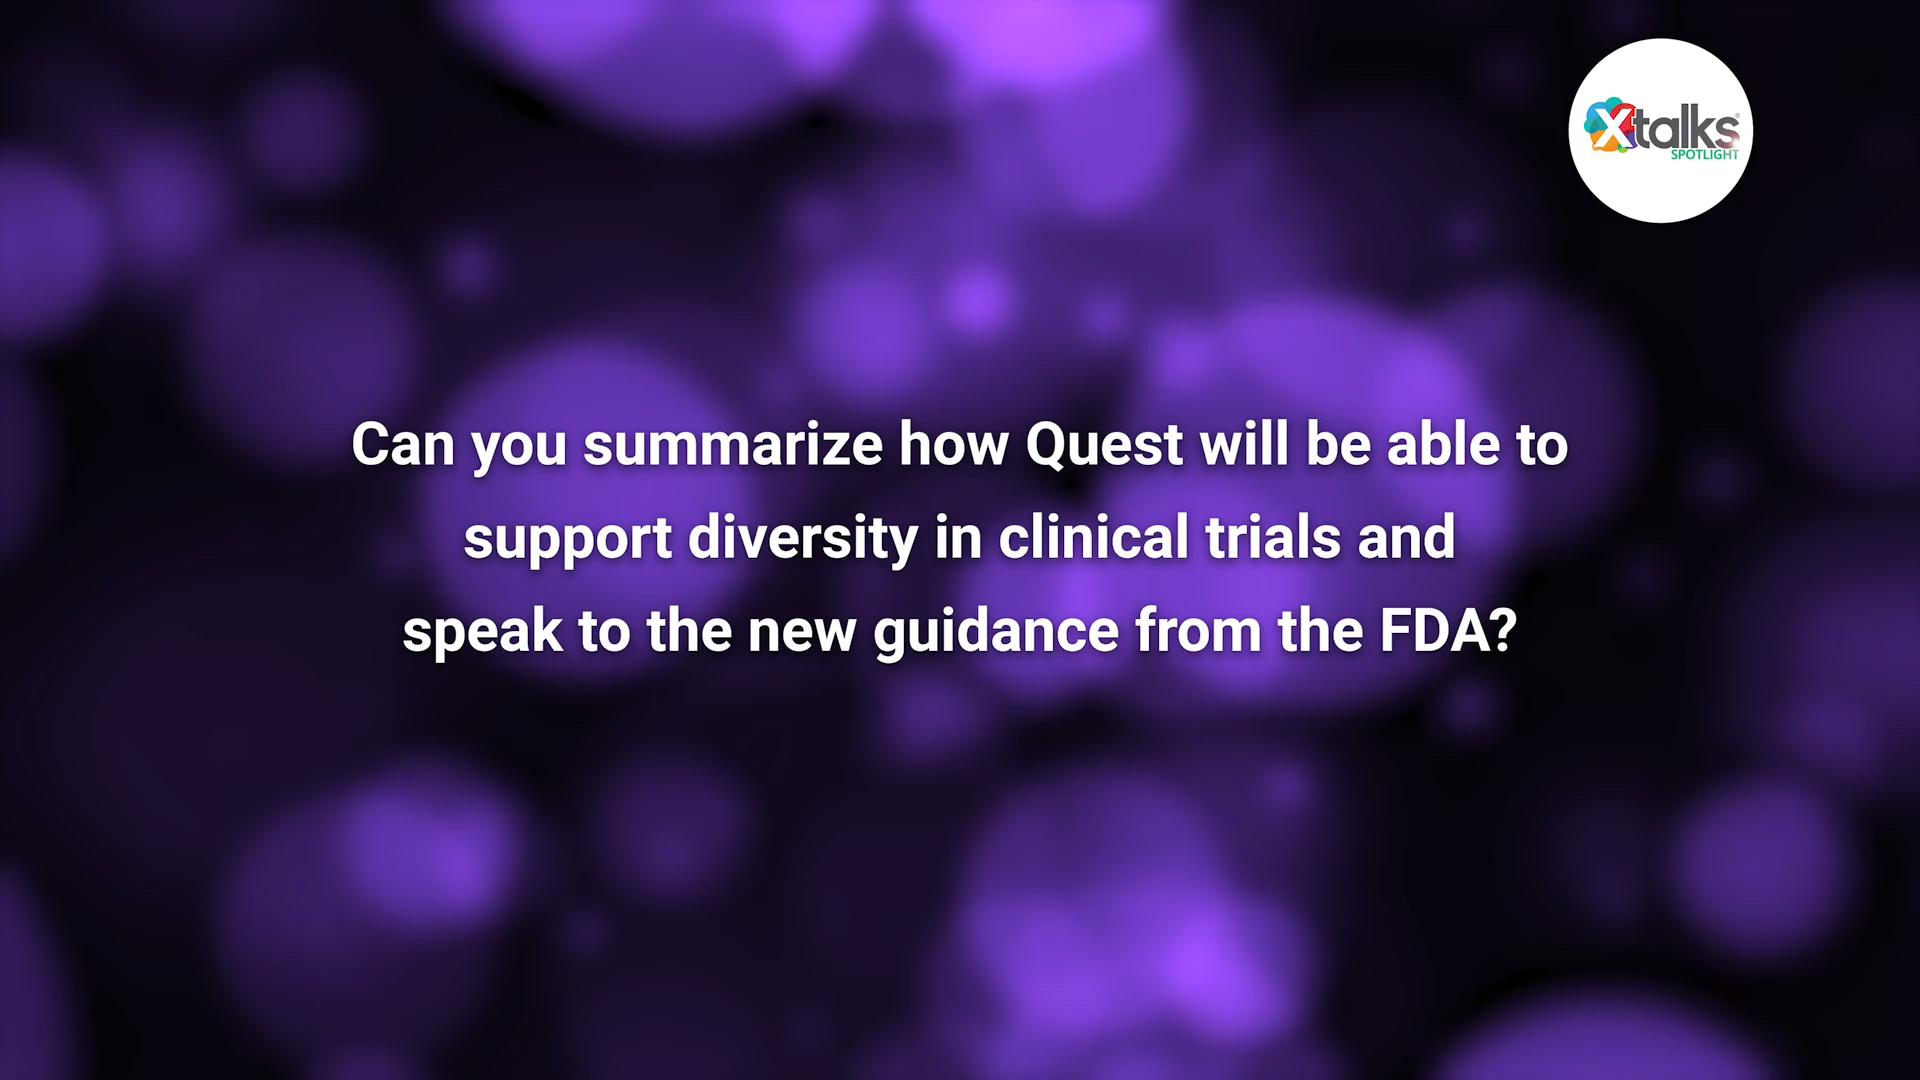 Xtalks
SPOTLIGHT
Can you summarize how Quest will be able to
support diversity in clinical trials and
speak to the new guidance from the FDA?